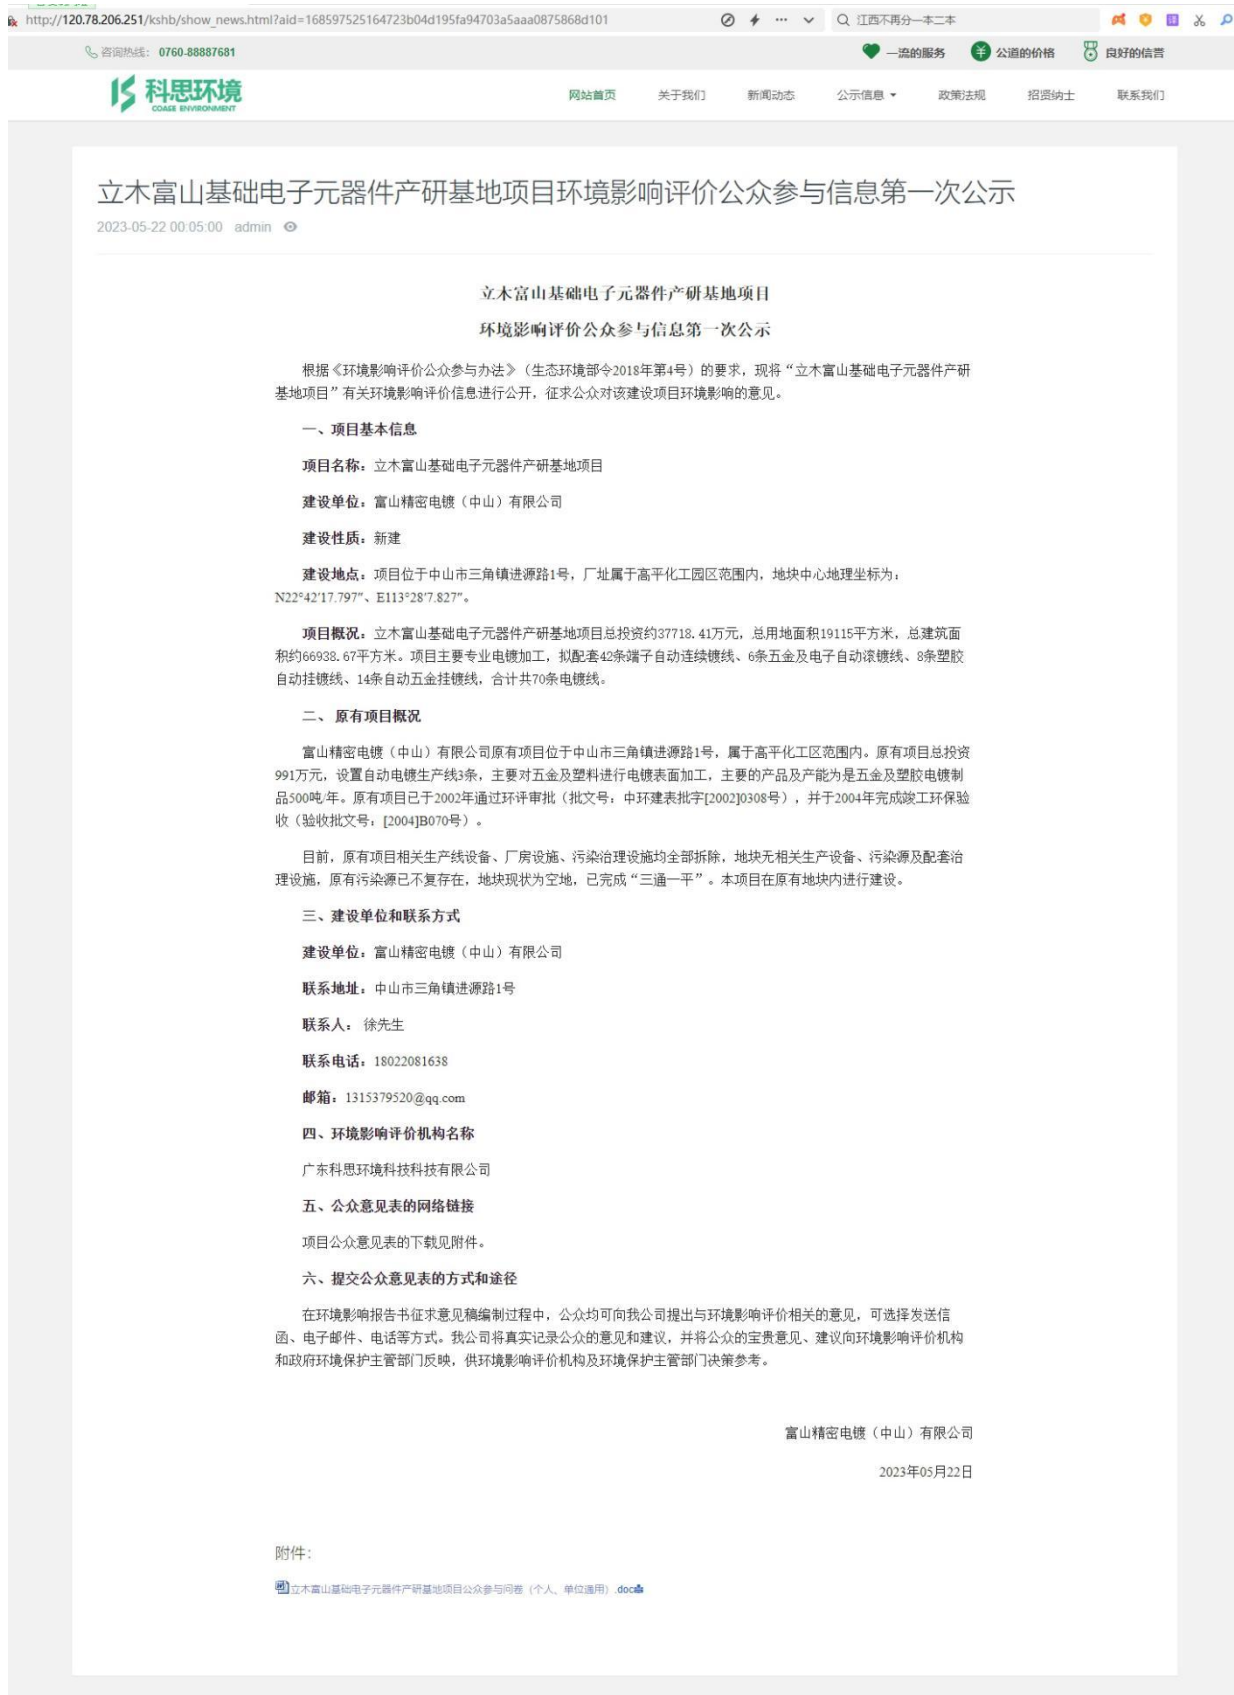 http://120.78.206.251/kshb/show_news.html?aid=168597525164723b04d195fa94703a5aaa0875868d101
江西不再分一本二本
咨询热线：0760-88887681
一流的服务 公道的价格 良好的信誉
科思环境
COASE ENVIRONMENT
网站首页 关于我们 新闻动态 公示信息 政策法规 招贤纳士 联系我们
立木富山基础电子元器件产研基地项目环境影响评价公众参与信息第一次公示
2023-05-22 00:05:00 admin
立木富山基础电子元器件产研基地项目
环境影响评价公众参与信息第一次公示
根据《环境影响评价公众参与办法》（生态环境部令2018年第4号）的要求，现将“立木富山基础电子元器件产研
基地项目”有关环境影响评价信息进行公开，征求公众对该建设项目环境影响的意见。
一、项目基本信息
项目名称：立木富山基础电子元器件产研基地项目
建设单位：富山精密电镀（中山）有限公司
建设性质：新建
建设地点：项目位于中山市三角镇进源路1号，厂址属于高平化工园区范围内，地块中心地理坐标为：
N22°42'17.797"、E113°28'7.827"。
项目概况：立木富山基础电子元器件产研基地项目总投资约37718.41万元，总用地面积19115平方米，总建筑面
积约66938.67平方米。项目主要专业电镀加工，拟配套42条端子自动连续镀线、6条五金及电子自动滚镀线、8条塑胶
自动挂镀线、14条自动五金挂镀线，合计共70条电镀线。
二、 原有项目概况
富山精密电镀（中山）有限公司原有项目位于中山市三角镇进源路1号，属于高平化工区范围内。原有项目总投资
991万元，设置自动电镀生产线3条，主要对五金及塑料进行电镀表面加工，主要的产品及产能为是五金及塑胶电镀制
品500吨/年。原有项目已于2002年通过环评审批（批文号：中环建表批字[2002]0308号），并于2004年完成竣工环保验
收（验收批文号：[2004]B070号）。
目前，原有项目相关生产线设备、厂房设施、污染治理设施均全部拆除，地块无相关生产设备、污染源及配套治
理设施，原有污染源已不复存在，地块现状为空地，已完成“三通一平”。本项目在原有地块内进行建设。
三、建设单位和联系方式
建设单位：富山精密电镀（中山）有限公司
联系地址：中山市三角镇进源路1号
联系人： 徐先生
联系电话：18022081638
邮箱：1315379520@qq.com
四、环境影响评价机构名称
广东科思环境科技科技有限公司
五、公众意见表的网络链接
项目公众意见表的下载见附件。
六、提交公众意见表的方式和途径
在环境影响报告书征求意见稿编制过程中，公众均可向我公司提出与环境影响评价相关的意见，可选择发送信
函、电子邮件、电话等方式。我公司将真实记录公众的意见和建议，并将公众的宝贵意见、建议向环境影响评价机构
和政府环境保护主管部门反映，供环境影响评价机构及环境保护主管部门决策参考。
富山精密电镀（中山）有限公司
2023年05月22日
附件：
立木富山基础电子元器件产研基地项目公众参与问卷（个人、单位通用）.doc